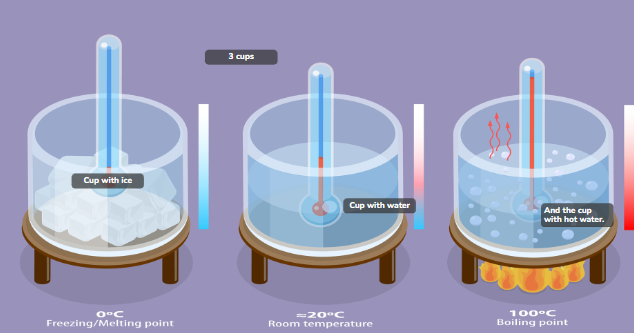 3 cups
Cup with ice
Cup with water
And the cup
with hot water.
0°C
Freezing/Melting point
≈20°C
Room temperature
100°C
Boiling point